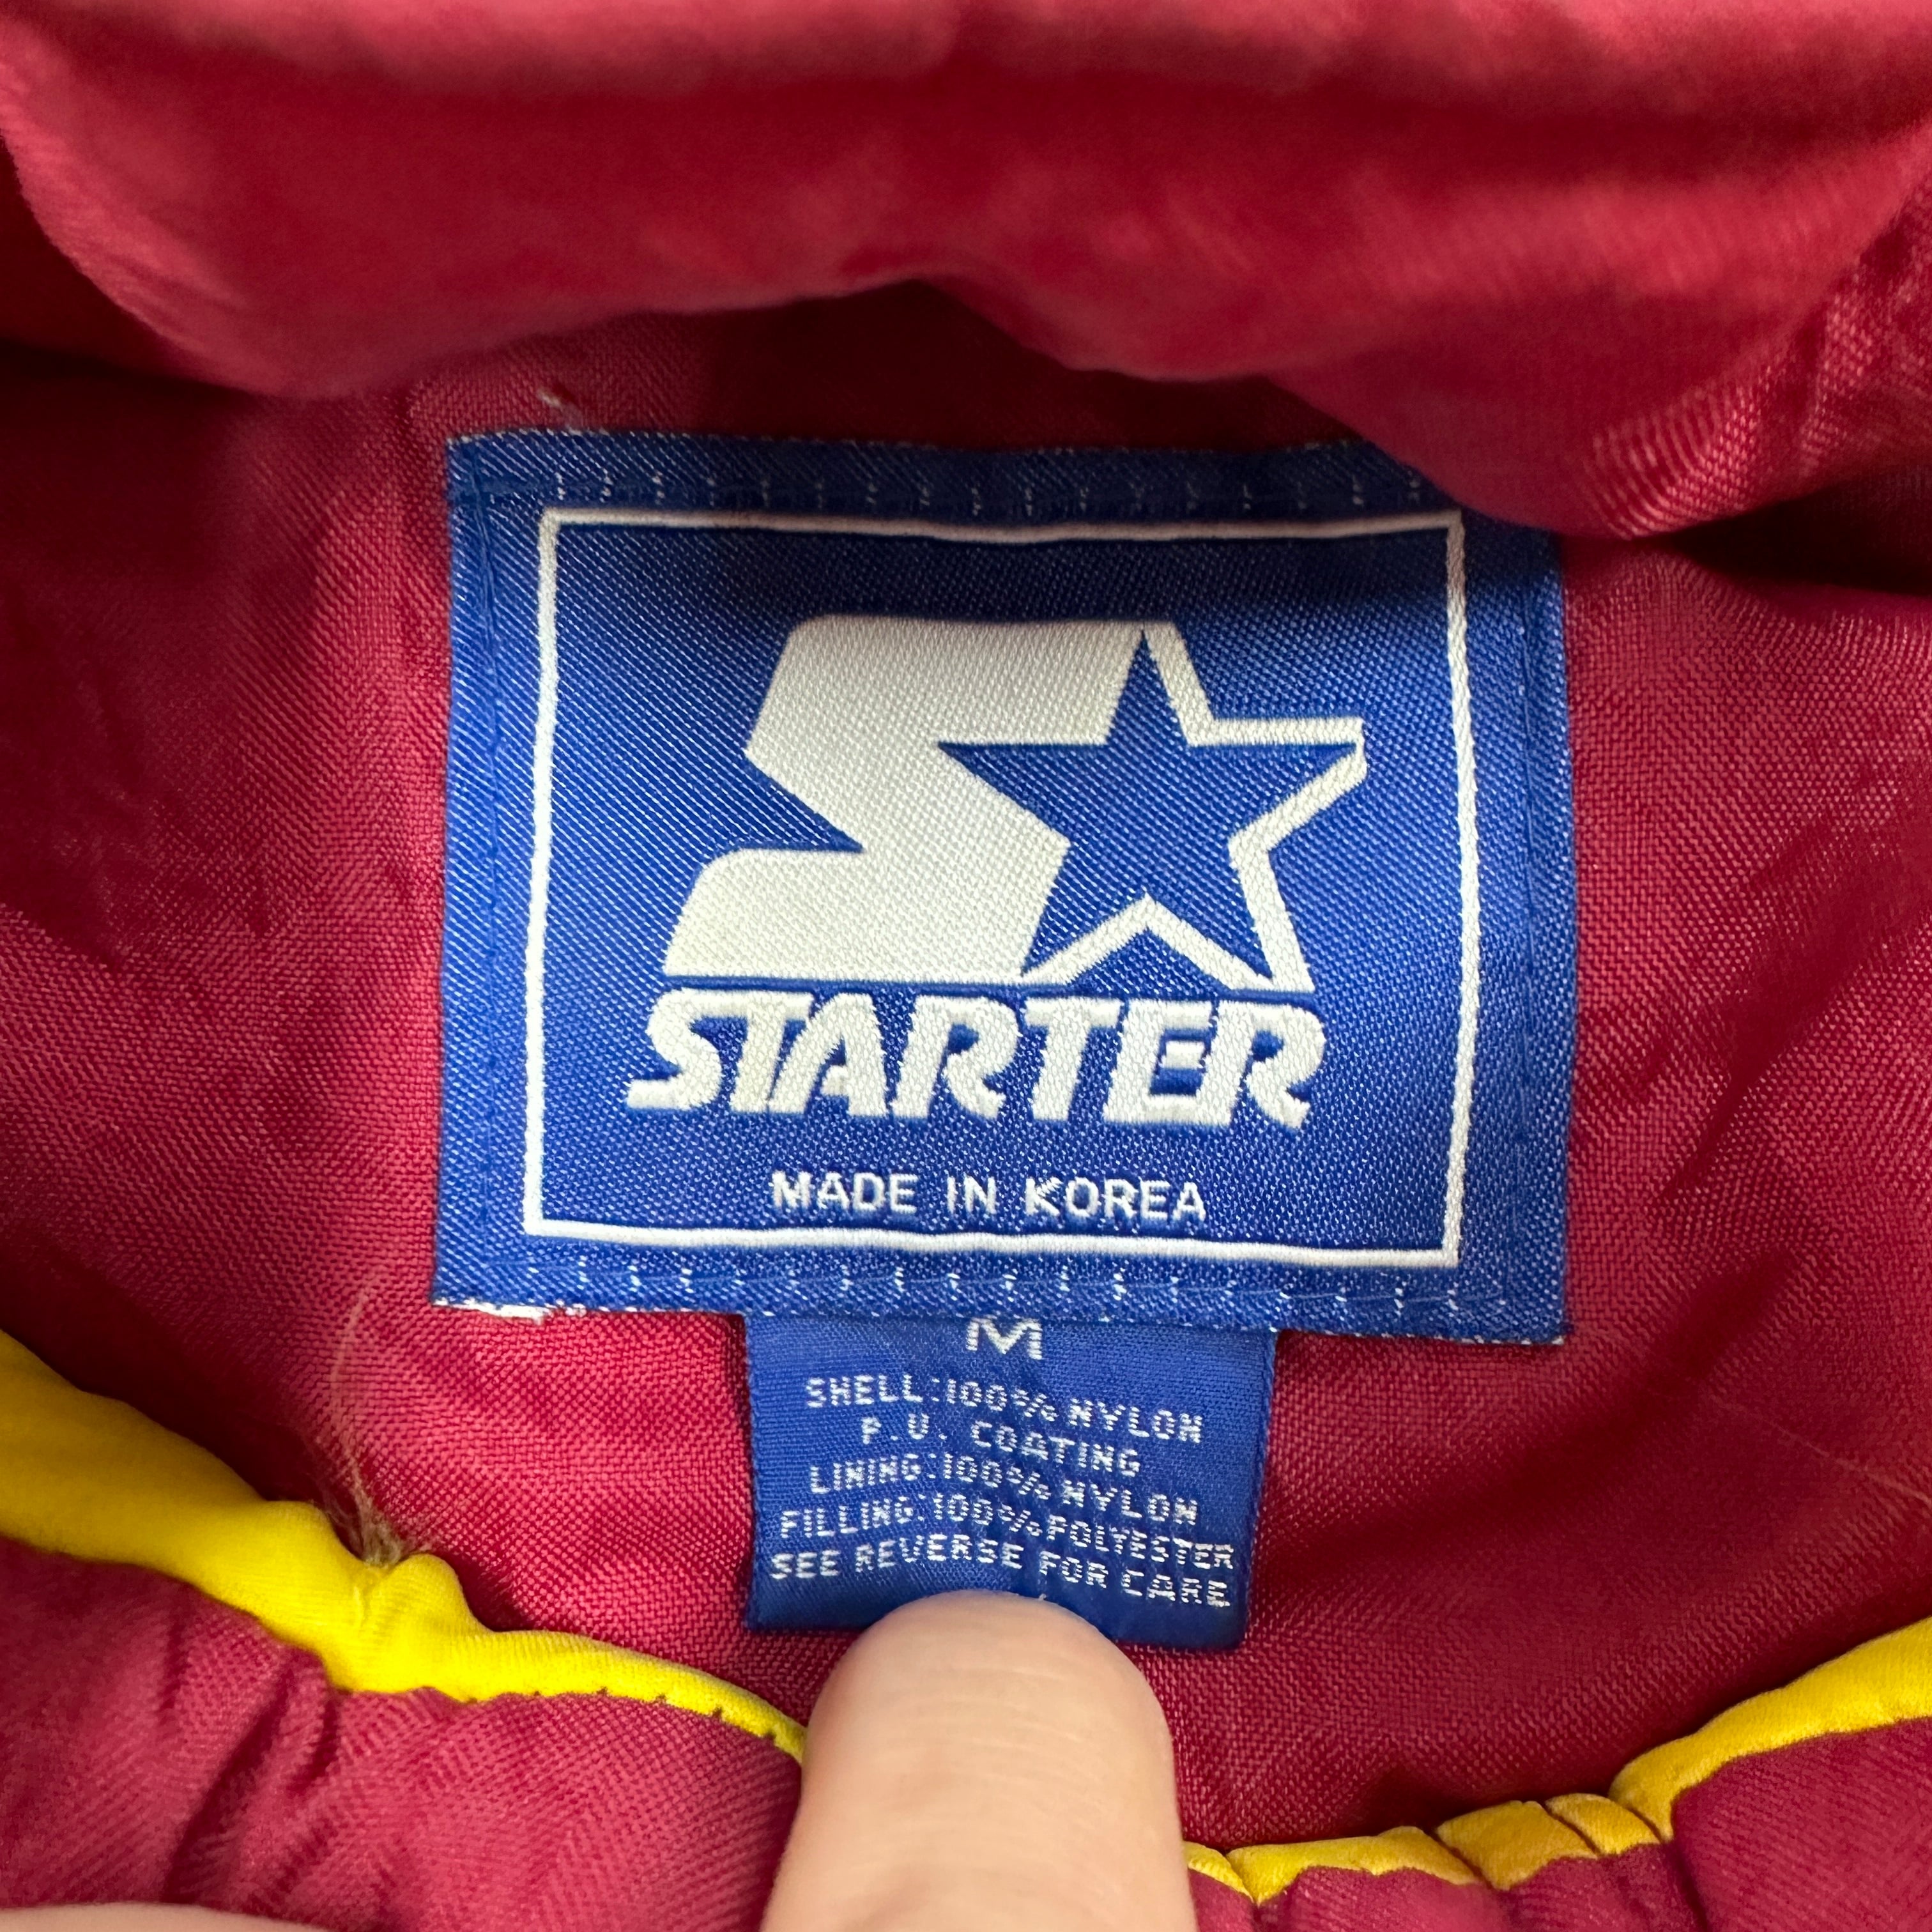 STARTER
MADE IN KOREA
M
SHELL:100% NYLON
P.U. COATING
LINING:100% NYLON
FILLING:100% POLYESTER
SEE REVERSE FOR CARE